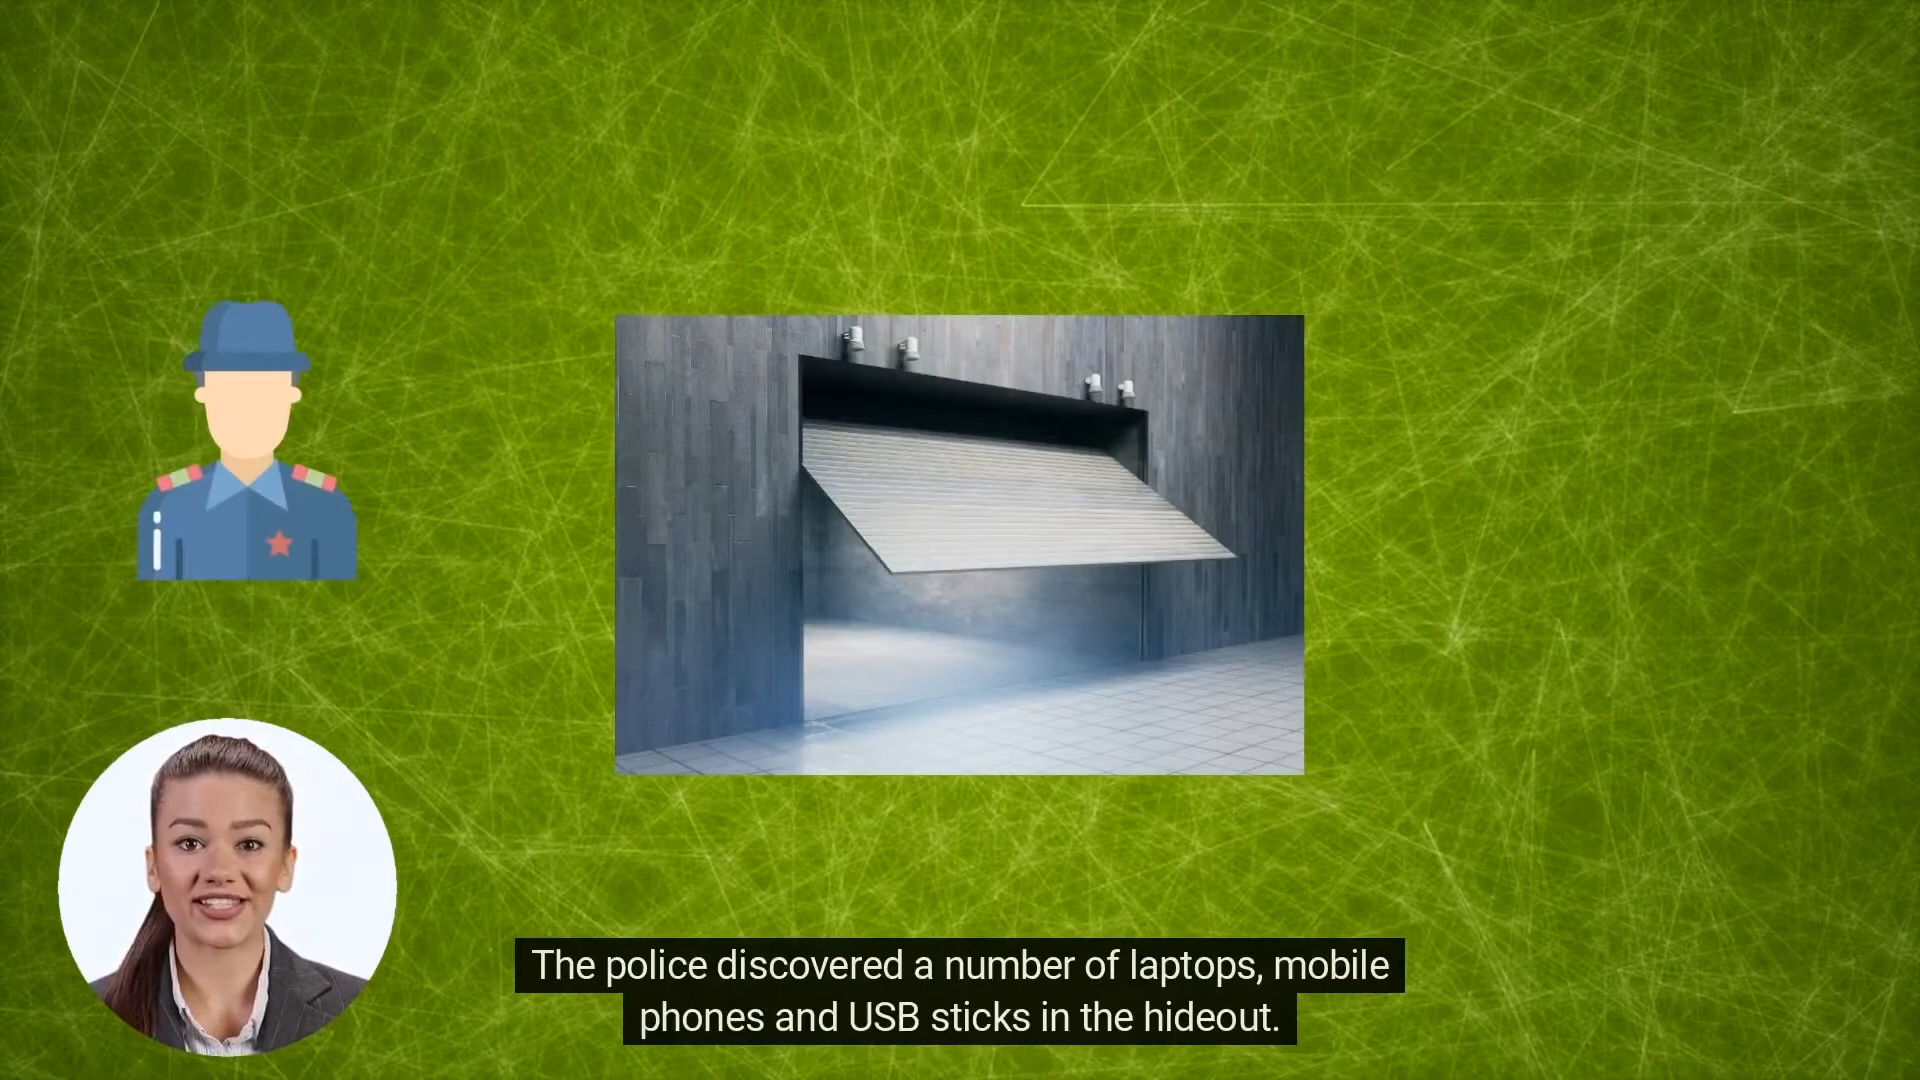 The police discovered a number of laptops, mobile
phones and USB sticks in the hideout.